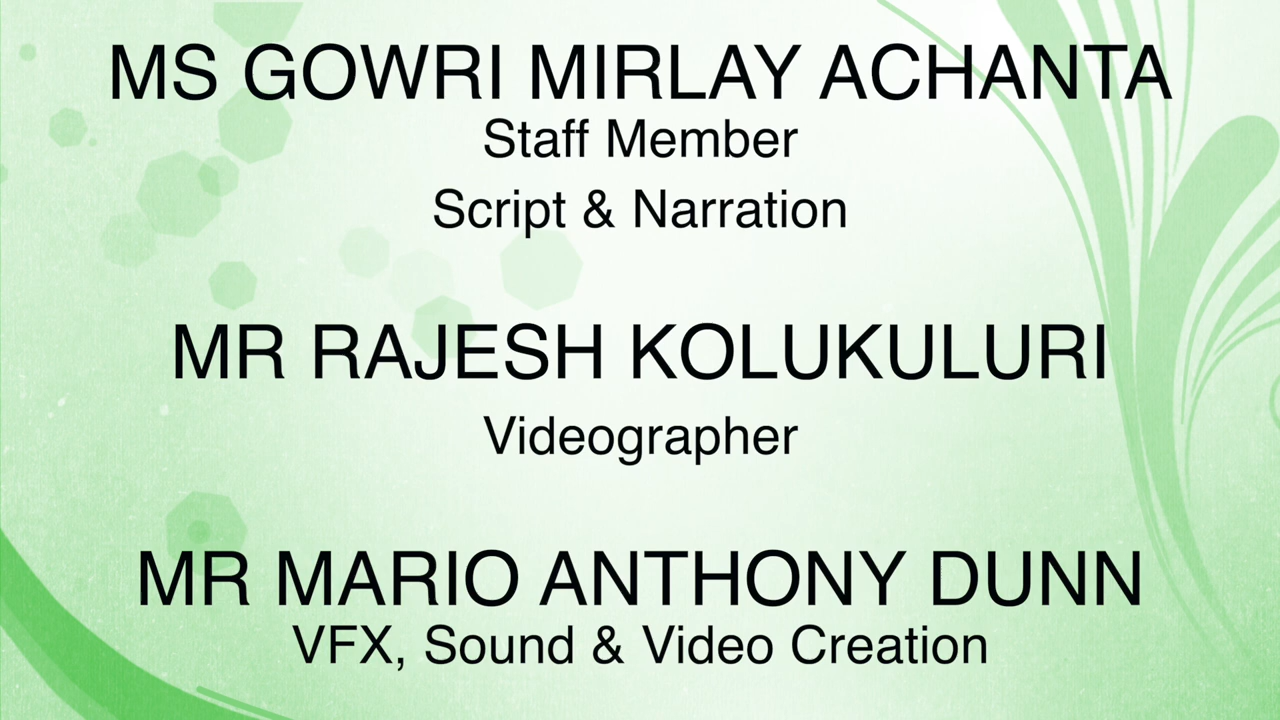 MS GOWRI MIRLAY ACHANTA
Staff Member
Script & Narration
MR RAJESH KOLUKULURI
Videographer
MR MARIO ANTHONY DUNN
VFX, Sound & Video Creation